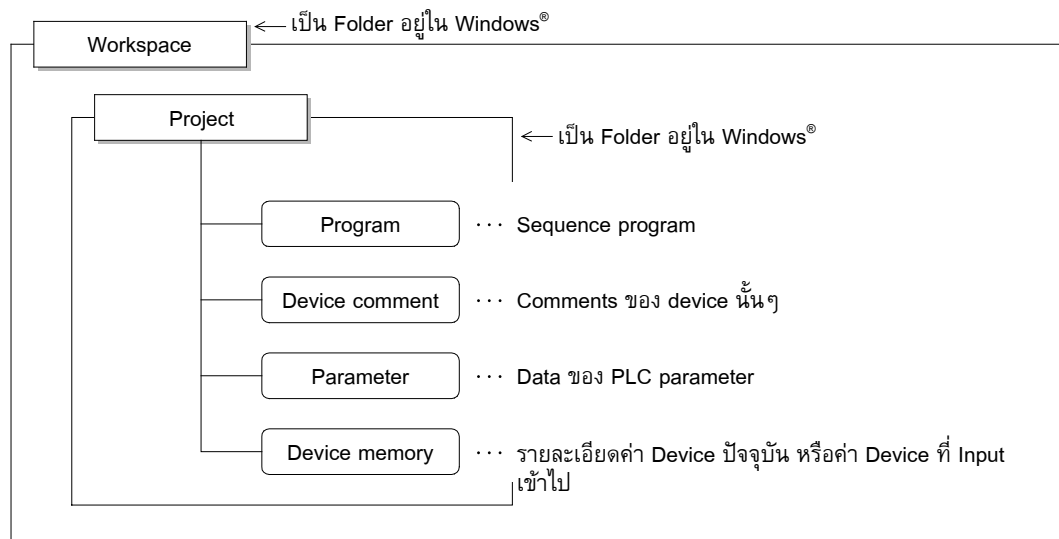 ← เป็น Folder อยู่ใน Windows®
Workspace
Project
← เป็น Folder อยู่ใน Windows®
Program ··· Sequence program
Device comment ··· Comments ของ device นั้นๆ
Parameter ··· Data ของ PLC parameter
Device memory ··· รายละเอียดค่า Device ปัจจุบัน หรือค่า Device ที่ Input
เข้าไป